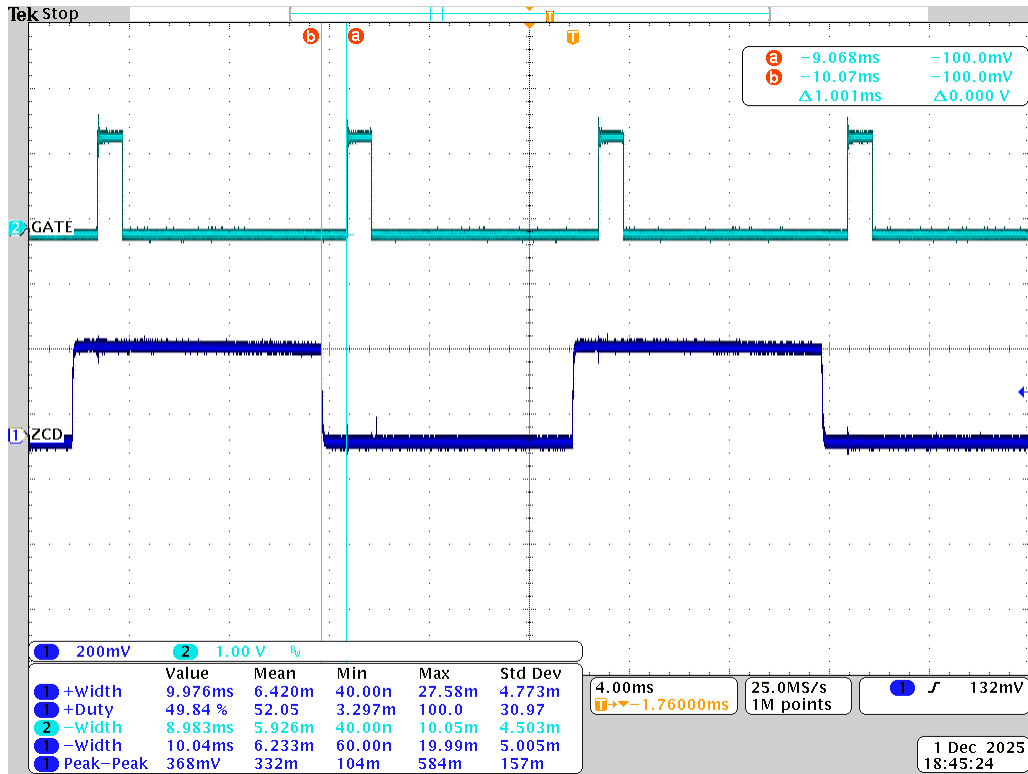 Tek Stop
T
b a T
a -9.068ms -100.0mV
b -10.07ms -100.0mV
Δ1.001ms Δ0.000 V
2 GATE
1 ZCD
1 200mV 2 1.00 V BW
Value Mean Min Max Std Dev
1 +Width 9.976ms 6.420m 40.00n 27.58m 4.773m
1 +Duty 49.84 % 52.05 3.297m 100.0 30.97
2 -Width 8.983ms 5.926m 40.00n 10.05m 4.503m
1 -Width 10.04ms 6.233m 60.00n 19.99m 5.005m
1 Peak-Peak 368mV 332m 104m 584m 157m
4.00ms
T→▼-1.76000ms
25.0MS/s
1M points
1 132mV
1 Dec 2025
18:45:24